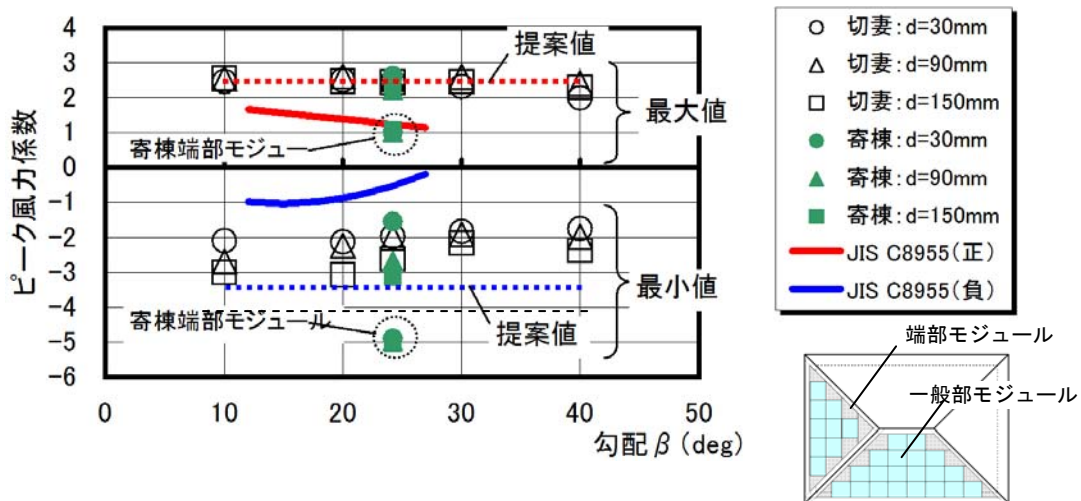 ピーク風力係数
4
3
2
1
0
-1
-2
-3
-4
-5
-6
0
10
20
30
40
50
勾配β(deg)
提案値
最大値
寄棟端部モジュー
最小値
寄棟端部モジュール
提案値
切妻:d=30mm
切妻:d=90mm
切妻:d=150mm
寄棟:d=30mm
寄棟:d=90mm
寄棟:d=150mm
JIS C8955(正)
JIS C8955(負)
端部モジュール
一般部モジュール